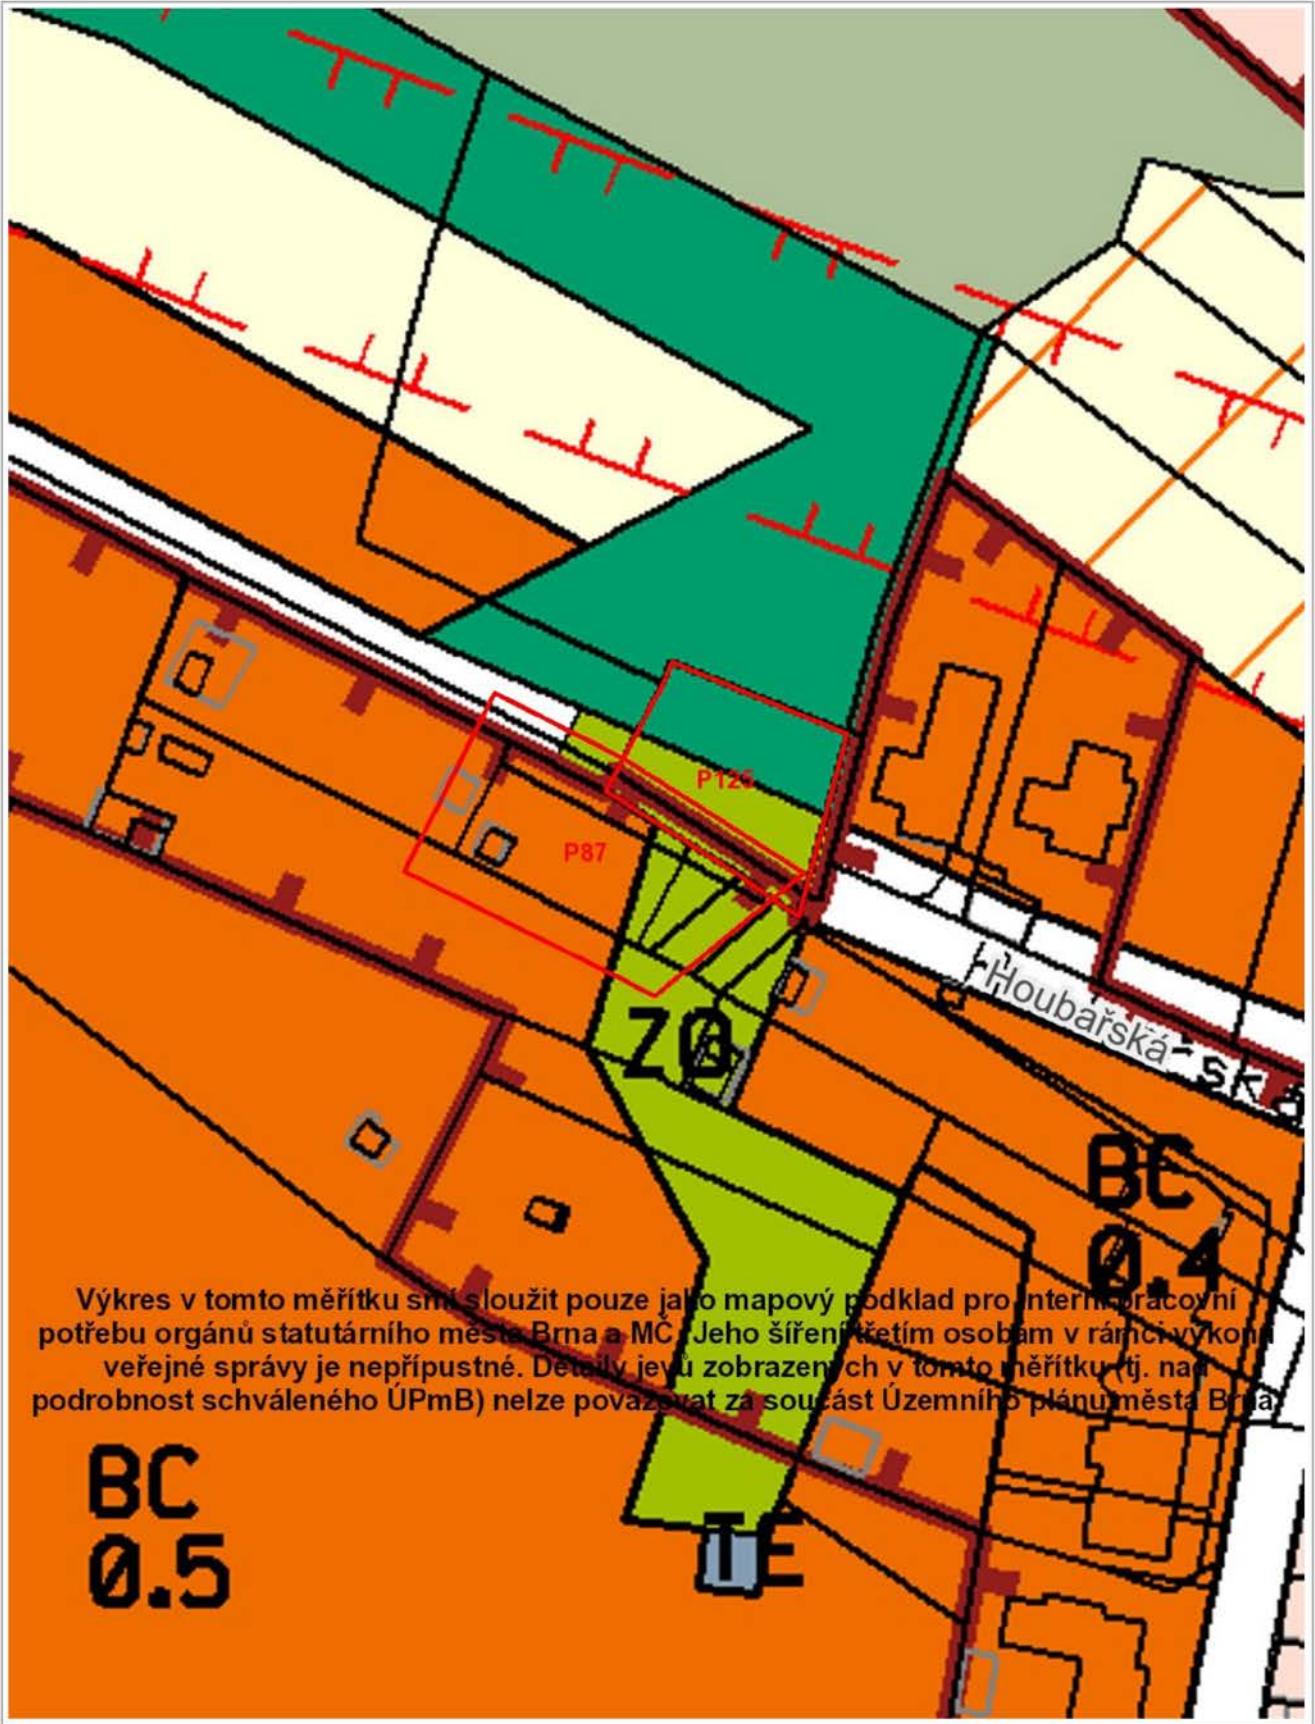 P125
P87
ZO
Houbařská
ská
BC
0.4
Výkres v tomto měřítku smí sloužit pouze jako mapový podklad pro interní pracovní
potřebu orgánů statutárního města Brna a MČ. Jeho šíření třetím osobám v rámci výkonu
veřejné správy je nepřípustné. Detaily jevů zobrazených v tomto měřítku (tj. nad
podrobnost schváleného ÚPmB) nelze považovat za součást Územního plánu města Brna.
BC
0.5
TE